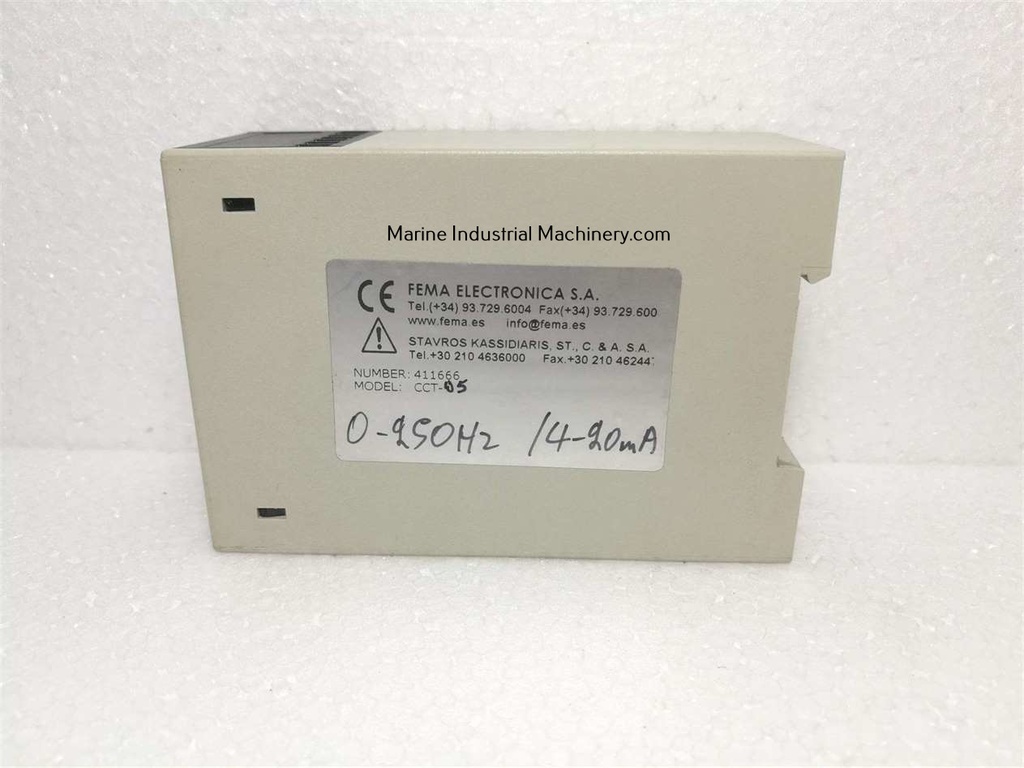 Marine Industrial Machinery.com
CE FEMA ELECTRONICA S.A.
Tel.(+34) 93.729.6004 Fax(+34) 93.729.600
www.fema.es info@fema.es
STAVROS KASSIDIARIS, ST., C. & A. S.A.
Tel.+30 210 4636000 Fax.+30 210 46244
NUMBER: 411666
MODEL: CCT-05
0-250Hz /4-20mA